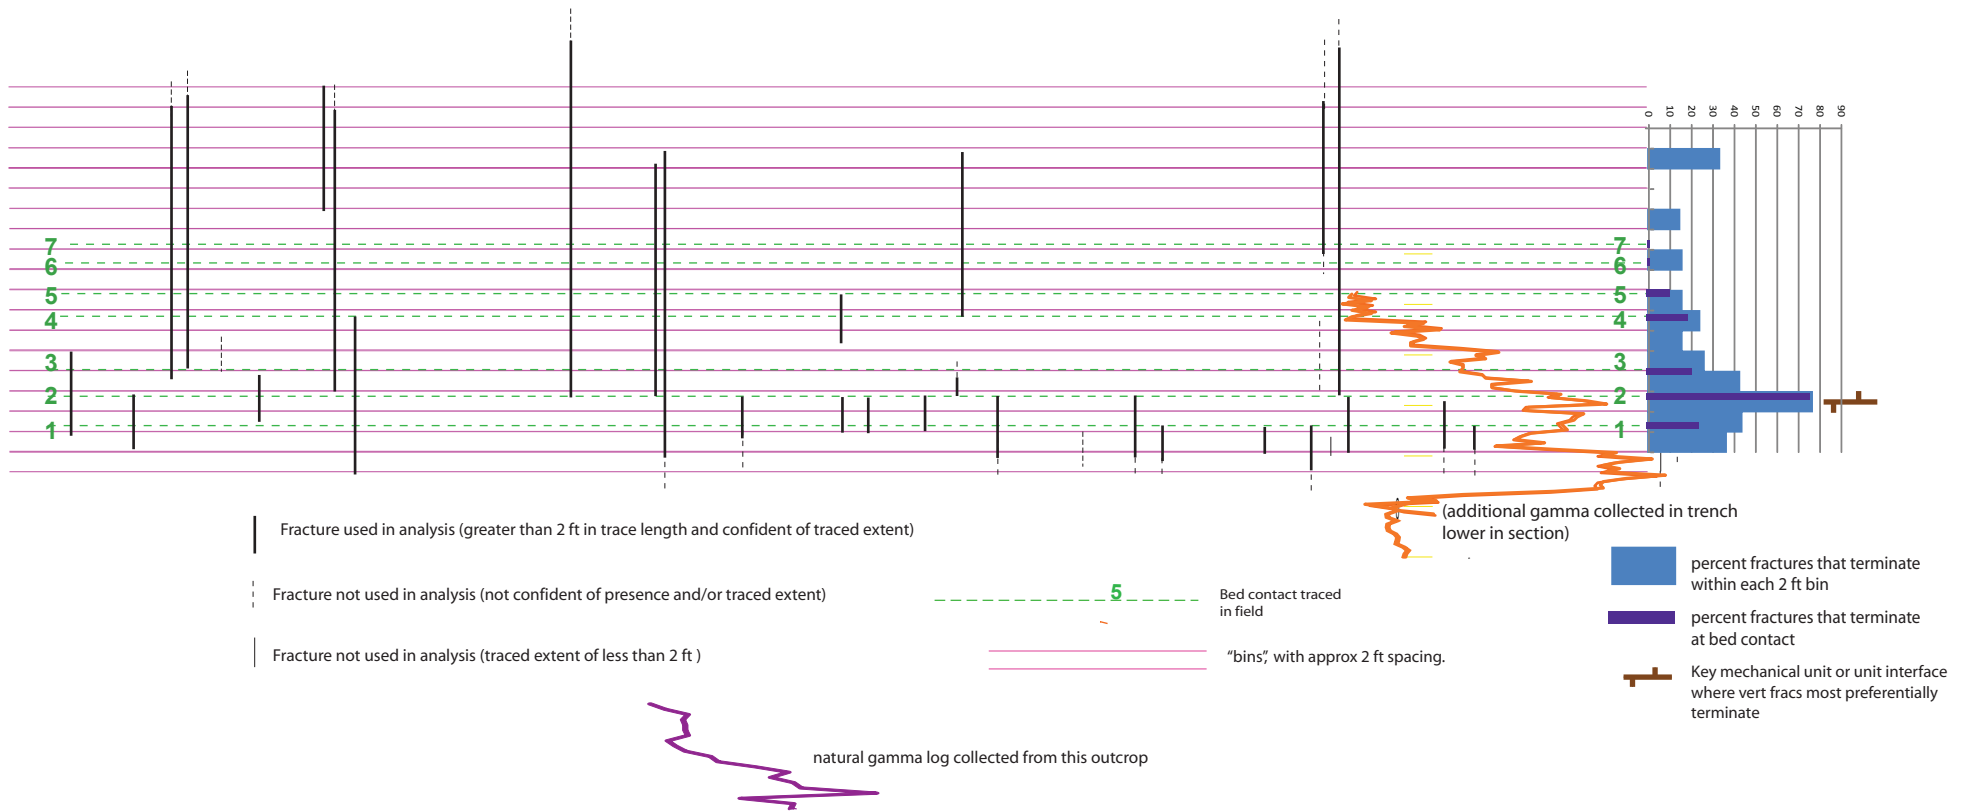 0 10 20 30 40 50 60 70 80 90
7 7
6 6
5 5
4 4
3 3
2 2
1 1
(additional gamma collected in trench
lower in section)
Fracture used in analysis (greater than 2 ft in trace length and confident of traced extent)
Fracture not used in analysis (not confident of presence and/or traced extent)
Fracture not used in analysis (traced extent of less than 2 ft )
5
Bed contact traced
in field
“bins”, with approx 2 ft spacing.
natural gamma log collected from this outcrop
percent fractures that terminate
within each 2 ft bin
percent fractures that terminate
at bed contact
Key mechanical unit or unit interface
where vert fracs most preferentially
terminate